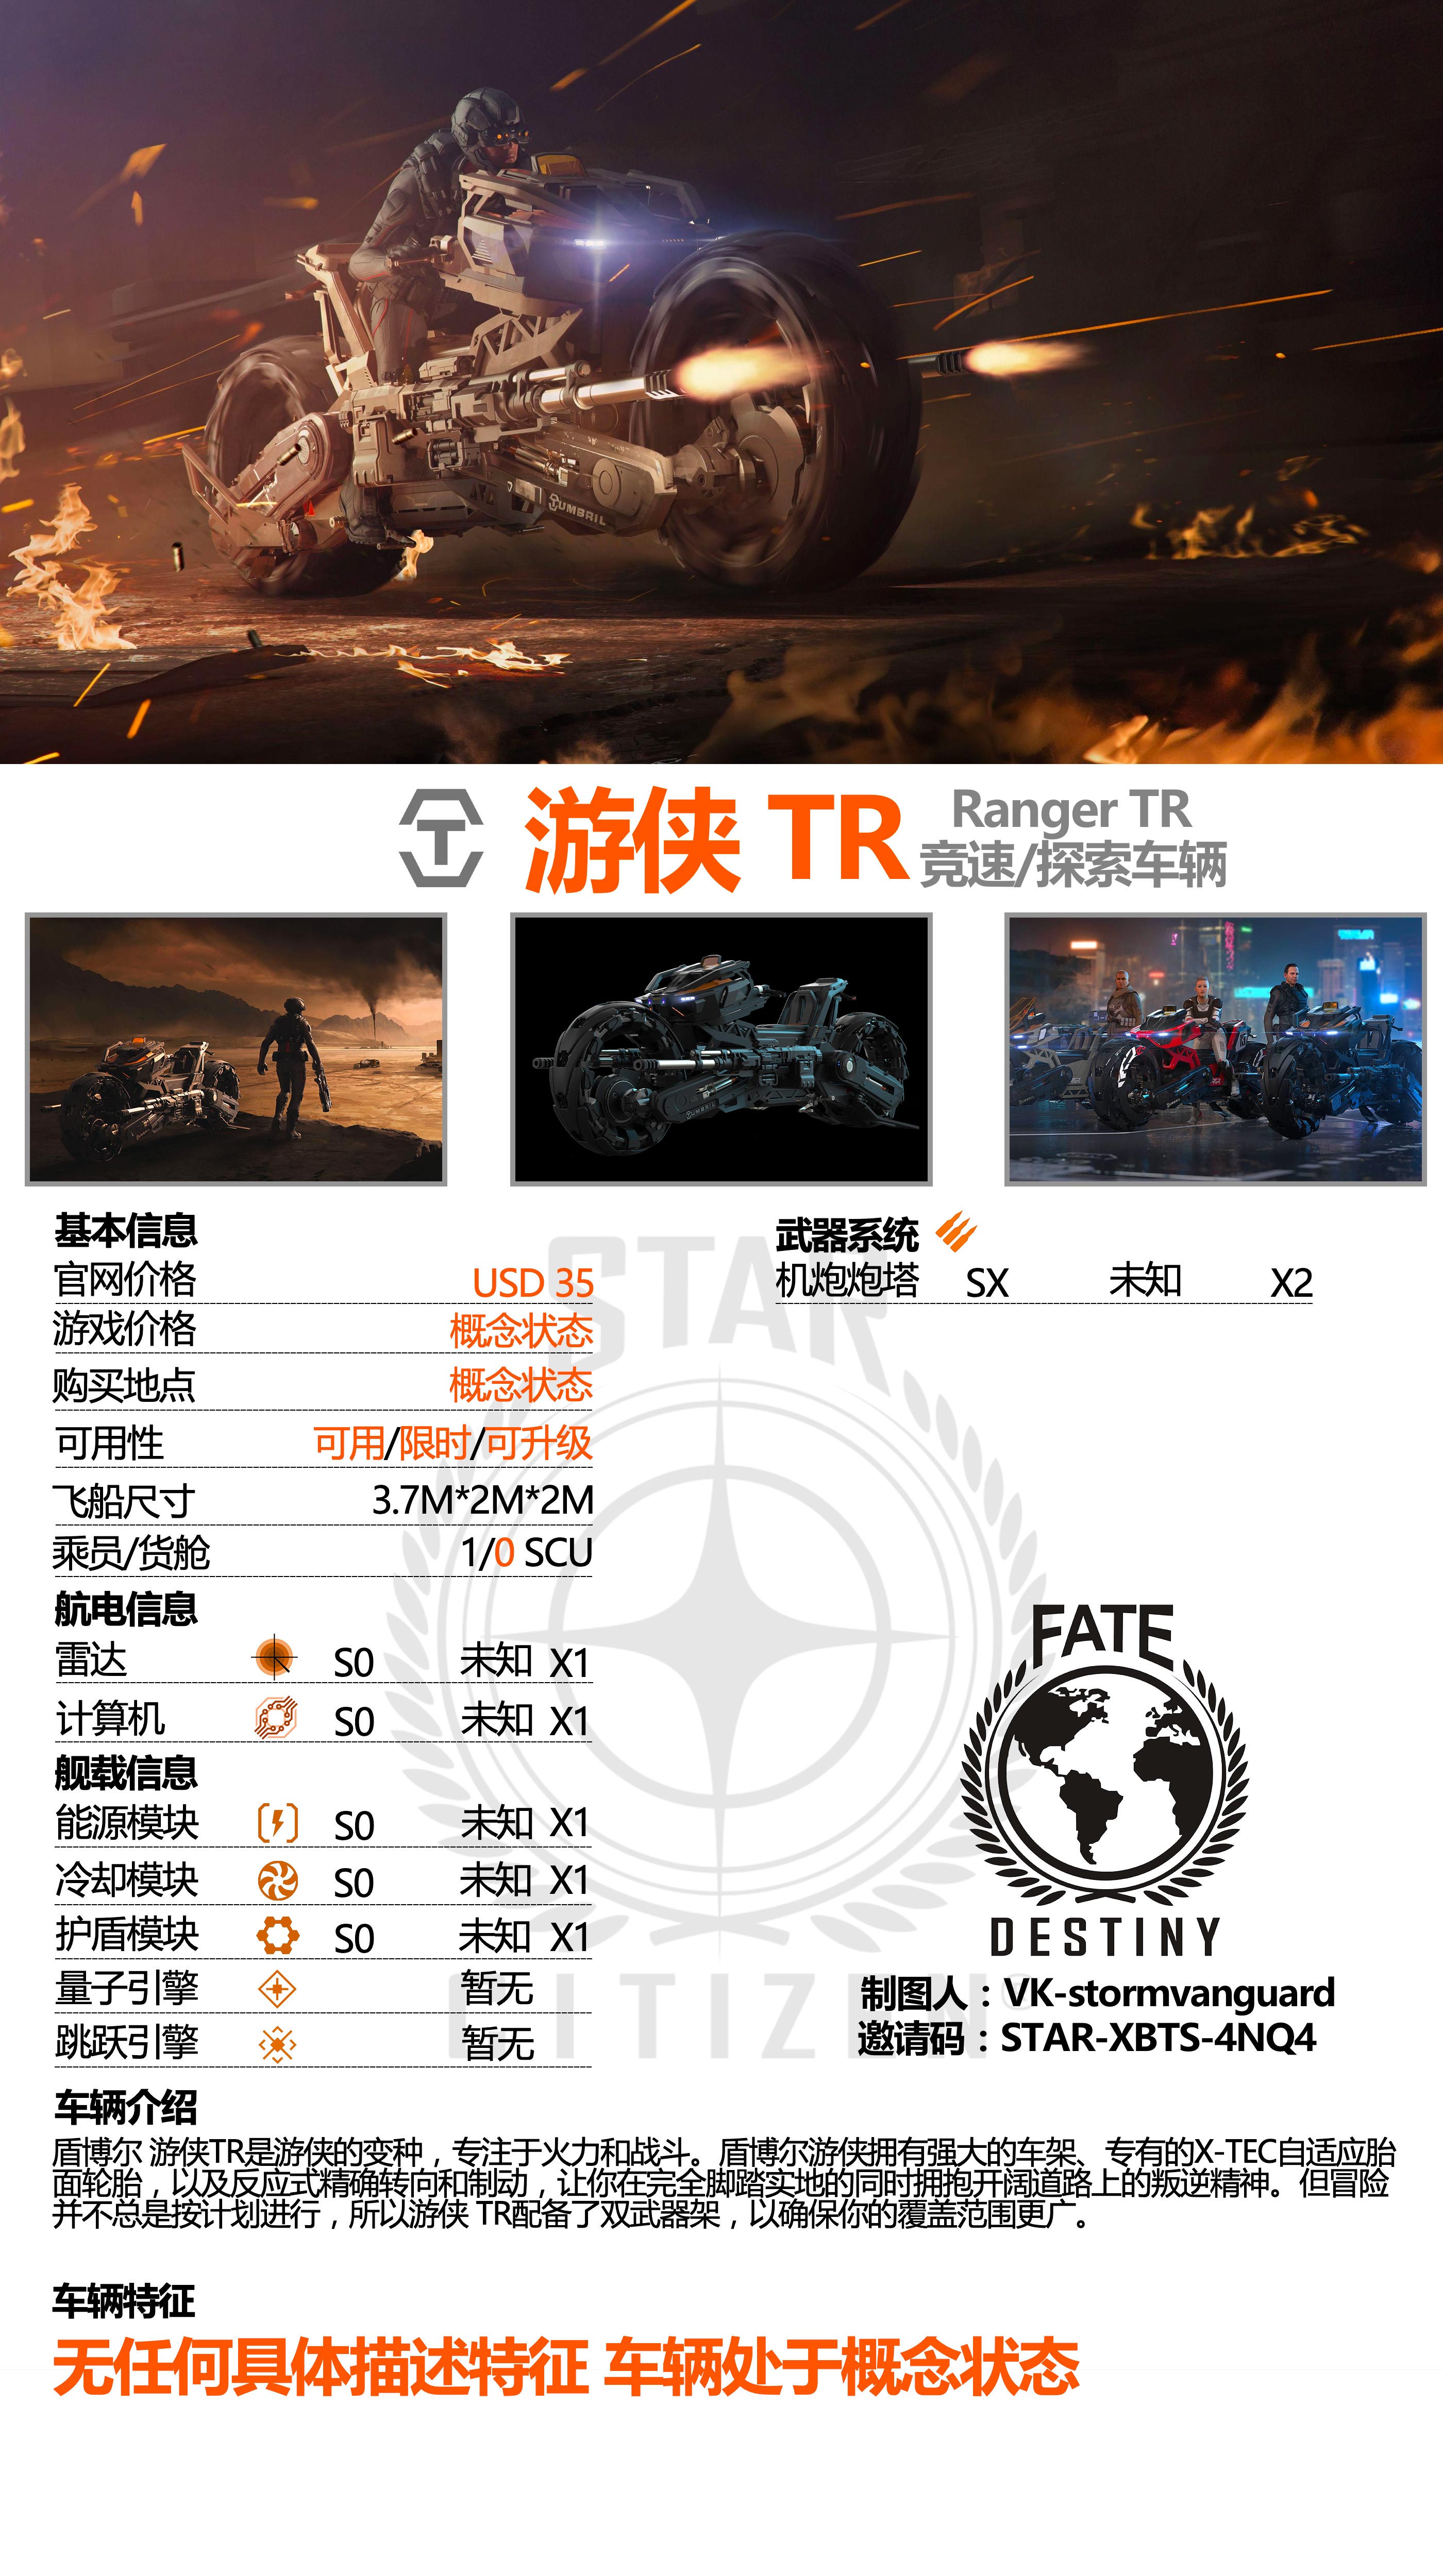 TUMBRIL
游侠 TR
Ranger TR
竞速/探索车辆
TUMBRIL
基本信息
官网价格 USD 35
游戏价格 概念状态
购买地点 概念状态
可用性 可用/限时/可升级
飞船尺寸 3.7M*2M*2M
乘员/货舱 1/0 SCU
航电信息
雷达 S0 未知 X1
计算机 S0 未知 X1
舰载信息
能源模块 S0 未知 X1
冷却模块 S0 未知 X1
护盾模块 S0 未知 X1
量子引擎 暂无
跳跃引擎 暂无
武器系统
机炮炮塔 SX 未知 X2
STAR
CITIZEN
FATE
DESTINY
制图人：VK-stormvanguard
邀请码：STAR-XBTS-4NQ4
车辆介绍
盾博尔 游侠TR是游侠的变种，专注于火力和战斗。盾博尔游侠拥有强大的车架、专有的X-TEC自适应胎
面轮胎，以及反应式精确转向和制动，让你在完全脚踏实地的同时拥抱开阔道路上的叛逆精神。但冒险
并不总是按计划进行，所以游侠 TR配备了双武器架，以确保你的覆盖范围更广。
车辆特征
无任何具体描述特征 车辆处于概念状态